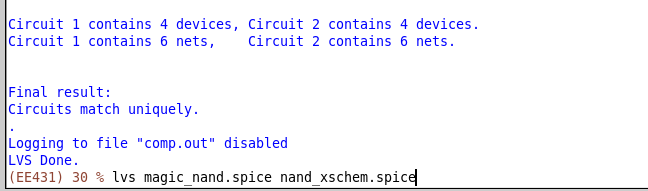 Circuit 1 contains 4 devices, Circuit 2 contains 4 devices.
Circuit 1 contains 6 nets,    Circuit 2 contains 6 nets.
Final result:
Circuits match uniquely.
.
Logging to file "comp.out" disabled
LVS Done.
(EE431) 30 % lvs magic_nand.spice nand_xschem.spice